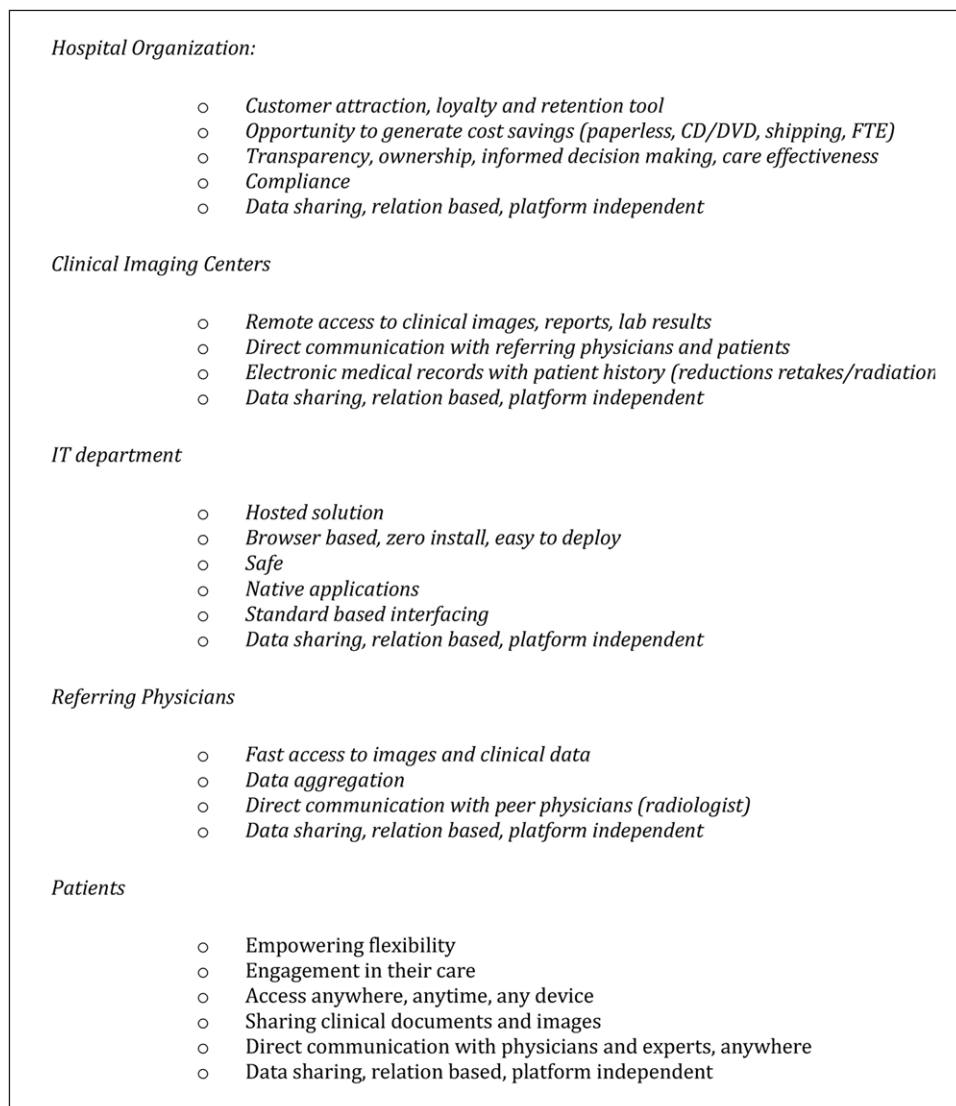 Hospital Organization:
o Customer attraction, loyalty and retention tool
o Opportunity to generate cost savings (paperless, CD/DVD, shipping, FTE)
o Transparency, ownership, informed decision making, care effectiveness
o Compliance
o Data sharing, relation based, platform independent
Clinical Imaging Centers
o Remote access to clinical images, reports, lab results
o Direct communication with referring physicians and patients
o Electronic medical records with patient history (reductions retakes/radiation
o Data sharing, relation based, platform independent
IT department
o Hosted solution
o Browser based, zero install, easy to deploy
o Safe
o Native applications
o Standard based interfacing
o Data sharing, relation based, platform independent
Referring Physicians
o Fast access to images and clinical data
o Data aggregation
o Direct communication with peer physicians (radiologist)
o Data sharing, relation based, platform independent
Patients
o Empowering flexibility
o Engagement in their care
o Access anywhere, anytime, any device
o Sharing clinical documents and images
o Direct communication with physicians and experts, anywhere
o Data sharing, relation based, platform independent